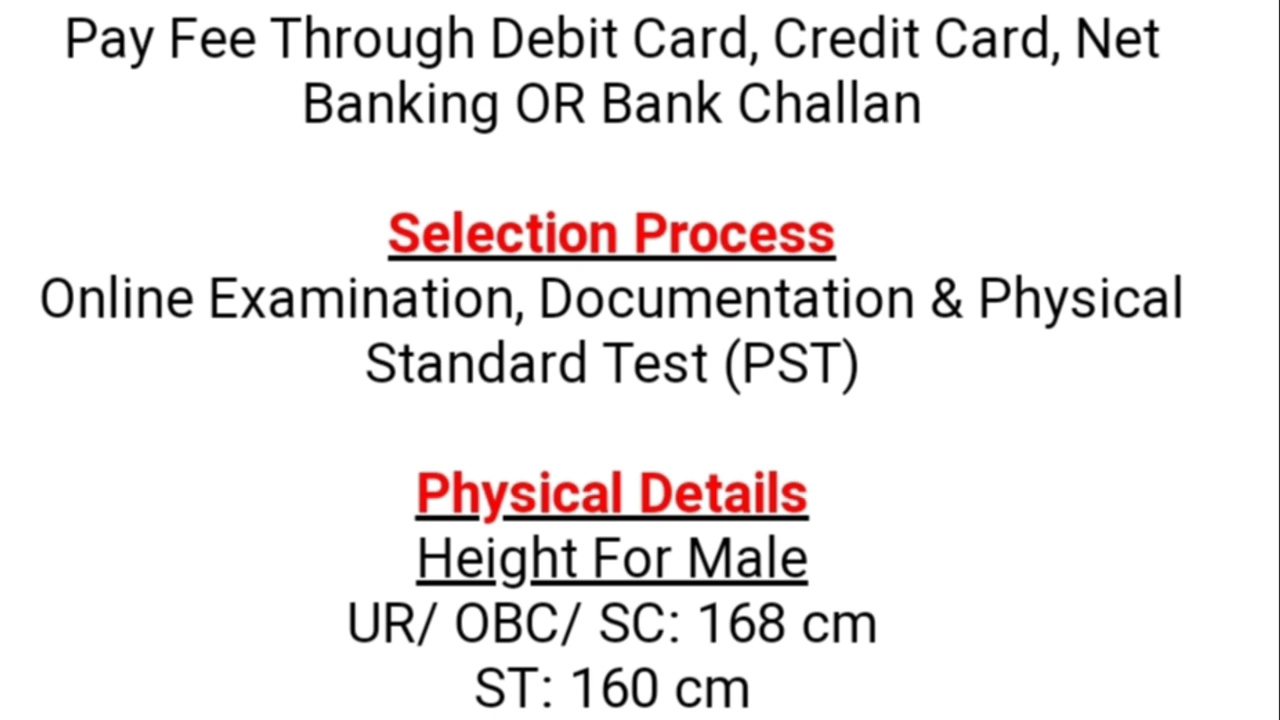 Pay Fee Through Debit Card, Credit Card, Net
Banking OR Bank Challan
Selection Process
Online Examination, Documentation & Physical
Standard Test (PST)
Physical Details
Height For Male
UR/ OBC/ SC: 168 cm
ST: 160 cm